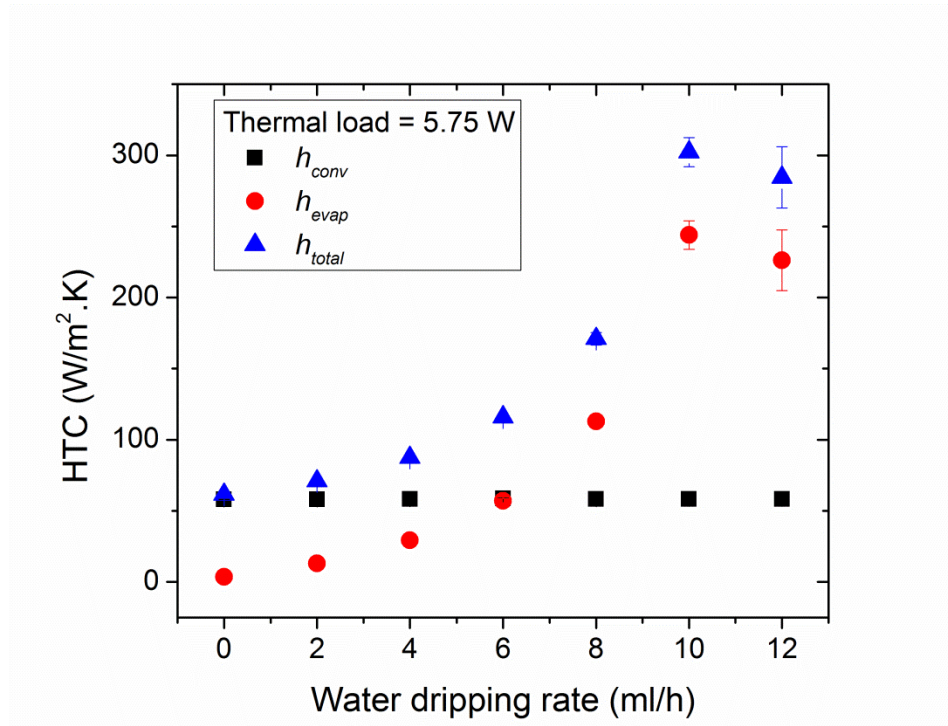 Thermal load = 5.75 W
h_conv
h_evap
h_total
300
200
100
0
HTC (W/m².K)
0 2 4 6 8 10 12
Water dripping rate (ml/h)